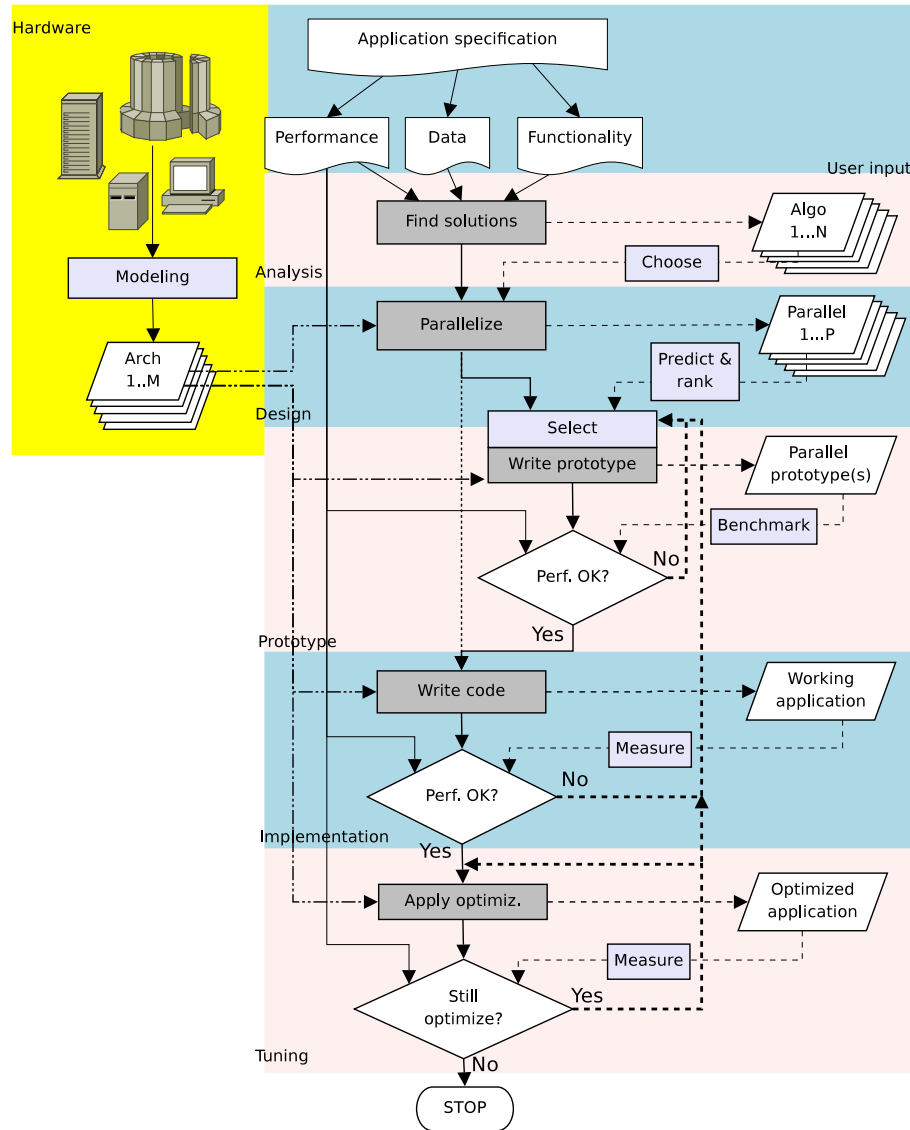 Hardware
Application specification
Performance
Data
Functionality
User input
Find solutions
Algo
1...N
Choose
Modeling
Analysis
Parallelize
Parallel
1...P
Arch
1..M
Predict &
rank
Design
Select
Write prototype
Parallel
prototype(s)
Benchmark
Perf. OK?
No
Yes
Prototype
Write code
Working
application
Measure
Perf. OK?
No
Implementation
Yes
Apply optimiz.
Optimized
application
Measure
Still
optimize?
Yes
Tuning
No
STOP